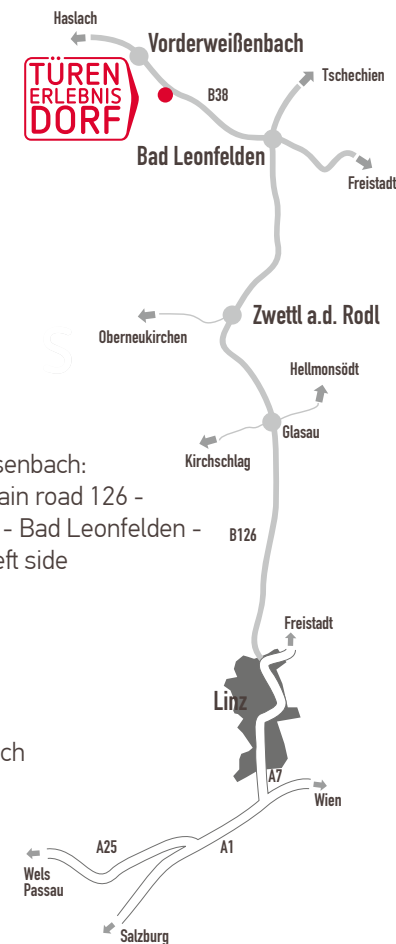 Haslach
Vorderweißenbach
Tschechien
TÜREN
ERLEBNIS
DORF
B38
Bad Leonfelden
Freistadt
Zwettl a.d. Rodl
Oberneukirchen
S
Hellmonsödt
Glasau
Kirchschlag
senbach:
ain road 126 -
- Bad Leonfelden -
eft side
B126
Freistadt
Linz
ch
A7
Wien
A25
A1
Wels
Passau
Salzburg